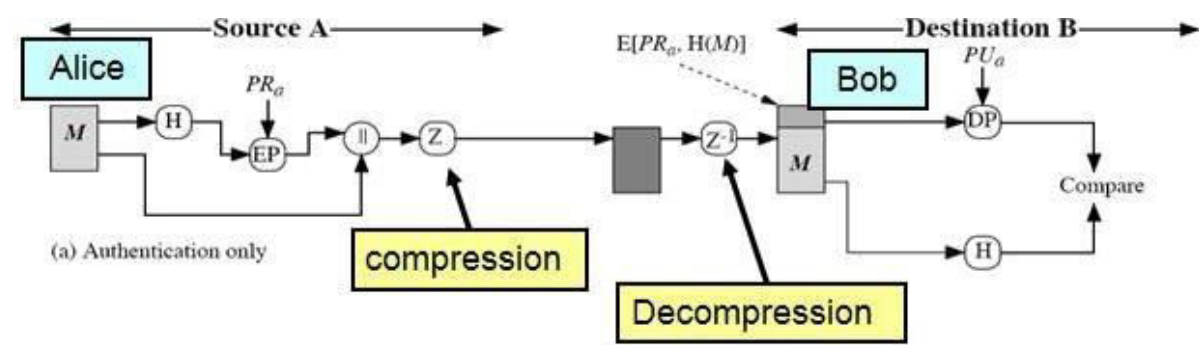 Source A
Destination B
Alice
E[PRa, H(M)]
Bob
PUa
PRa
M
H
EP
||
Z
Z-1
M
DP
Compare
H
(a) Authentication only
compression
Decompression